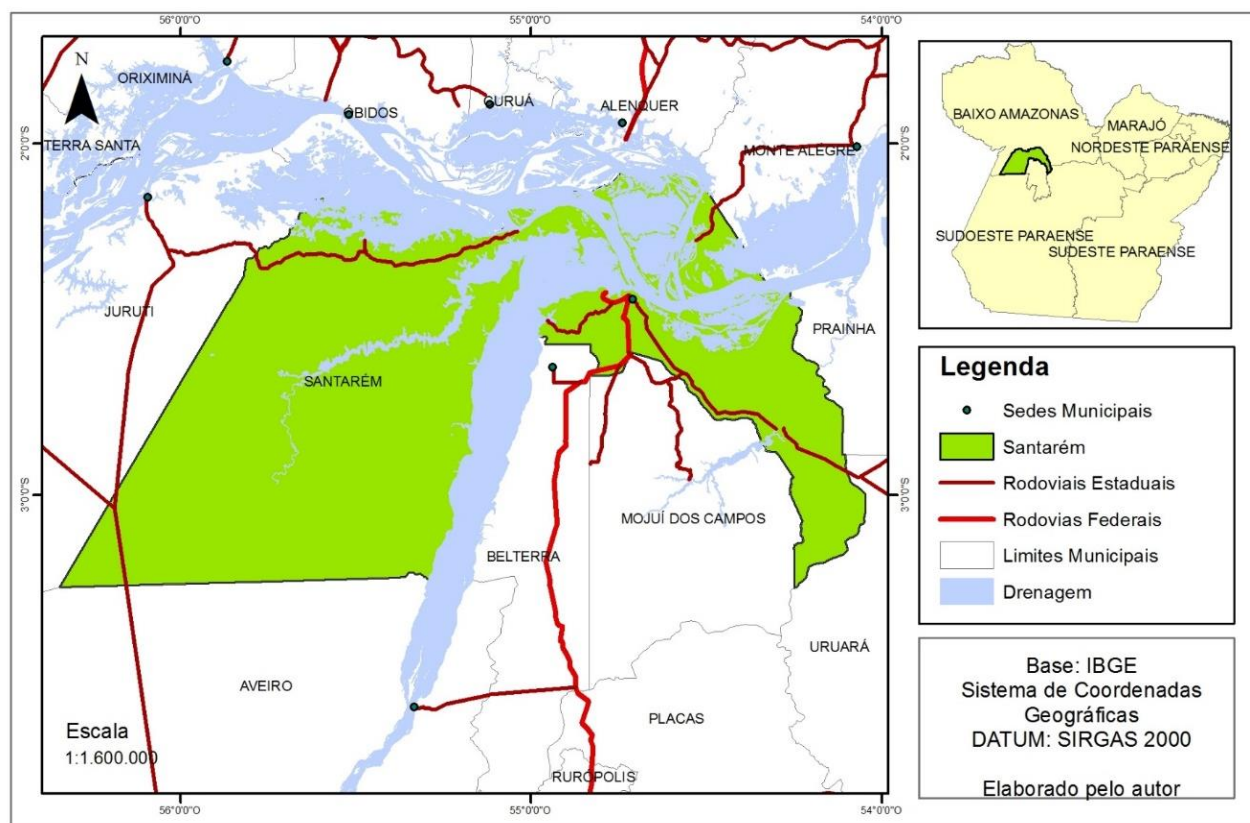 56°0'0"O
55°0'0"O
54°0'0"O
N
ORIXIMINÁ
ÓBIDOS
CURUÁ
ALENQUER
TERRA SANTA
MONTE ALEGRE
2°0'0"S
2°0'0"S
JURUTI
PRAINHA
SANTARÉM
3°0'0"S
3°0'0"S
MOJUÍ DOS CAMPOS
BELTERRA
URUARÁ
AVEIRO
PLACAS
RURÓPOLIS
Escala
1:1.600.000
56°0'0"O
55°0'0"O
54°0'0"O
BAIXO AMAZONAS
MARAJÓ
NORDESTE PARAENSE
SUDOESTE PARAENSE
SUDESTE PARAENSE
Legenda
Sedes Municipais
Santarém
Rodoviais Estaduais
Rodovias Federais
Limites Municipais
Drenagem
Base: IBGE
Sistema de Coordenadas
Geográficas
DATUM: SIRGAS 2000
Elaborado pelo autor